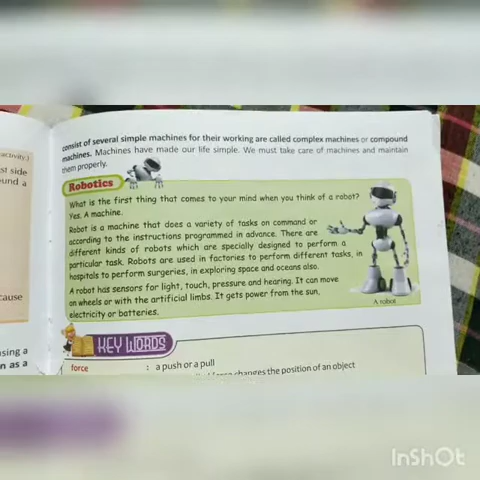 activity.)
st side
und a
cause
using a
n as a
consist of several simple machines for their working are called complex machines or compound
machines. Machines have made our life simple. We must take care of machines and maintain
them properly.
Robotics
What is the first thing that comes to your mind when you think of a robot?
Yes. A machine.
Robot is a machine that does a variety of tasks on command or
according to the instructions programmed in advance. There are
different kinds of robots which are specially designed to perform a
particular task. Robots are used in factories to perform different tasks, in
hospitals to perform surgeries, in exploring space and oceans also.
A robot has sensors for light, touch, pressure and hearing. It can move
on wheels or with the artificial limbs. It gets power from the sun,
electricity or batteries.
A robot
KEY WORDS
force : a push or a pull
changes the position of an object
InShOt